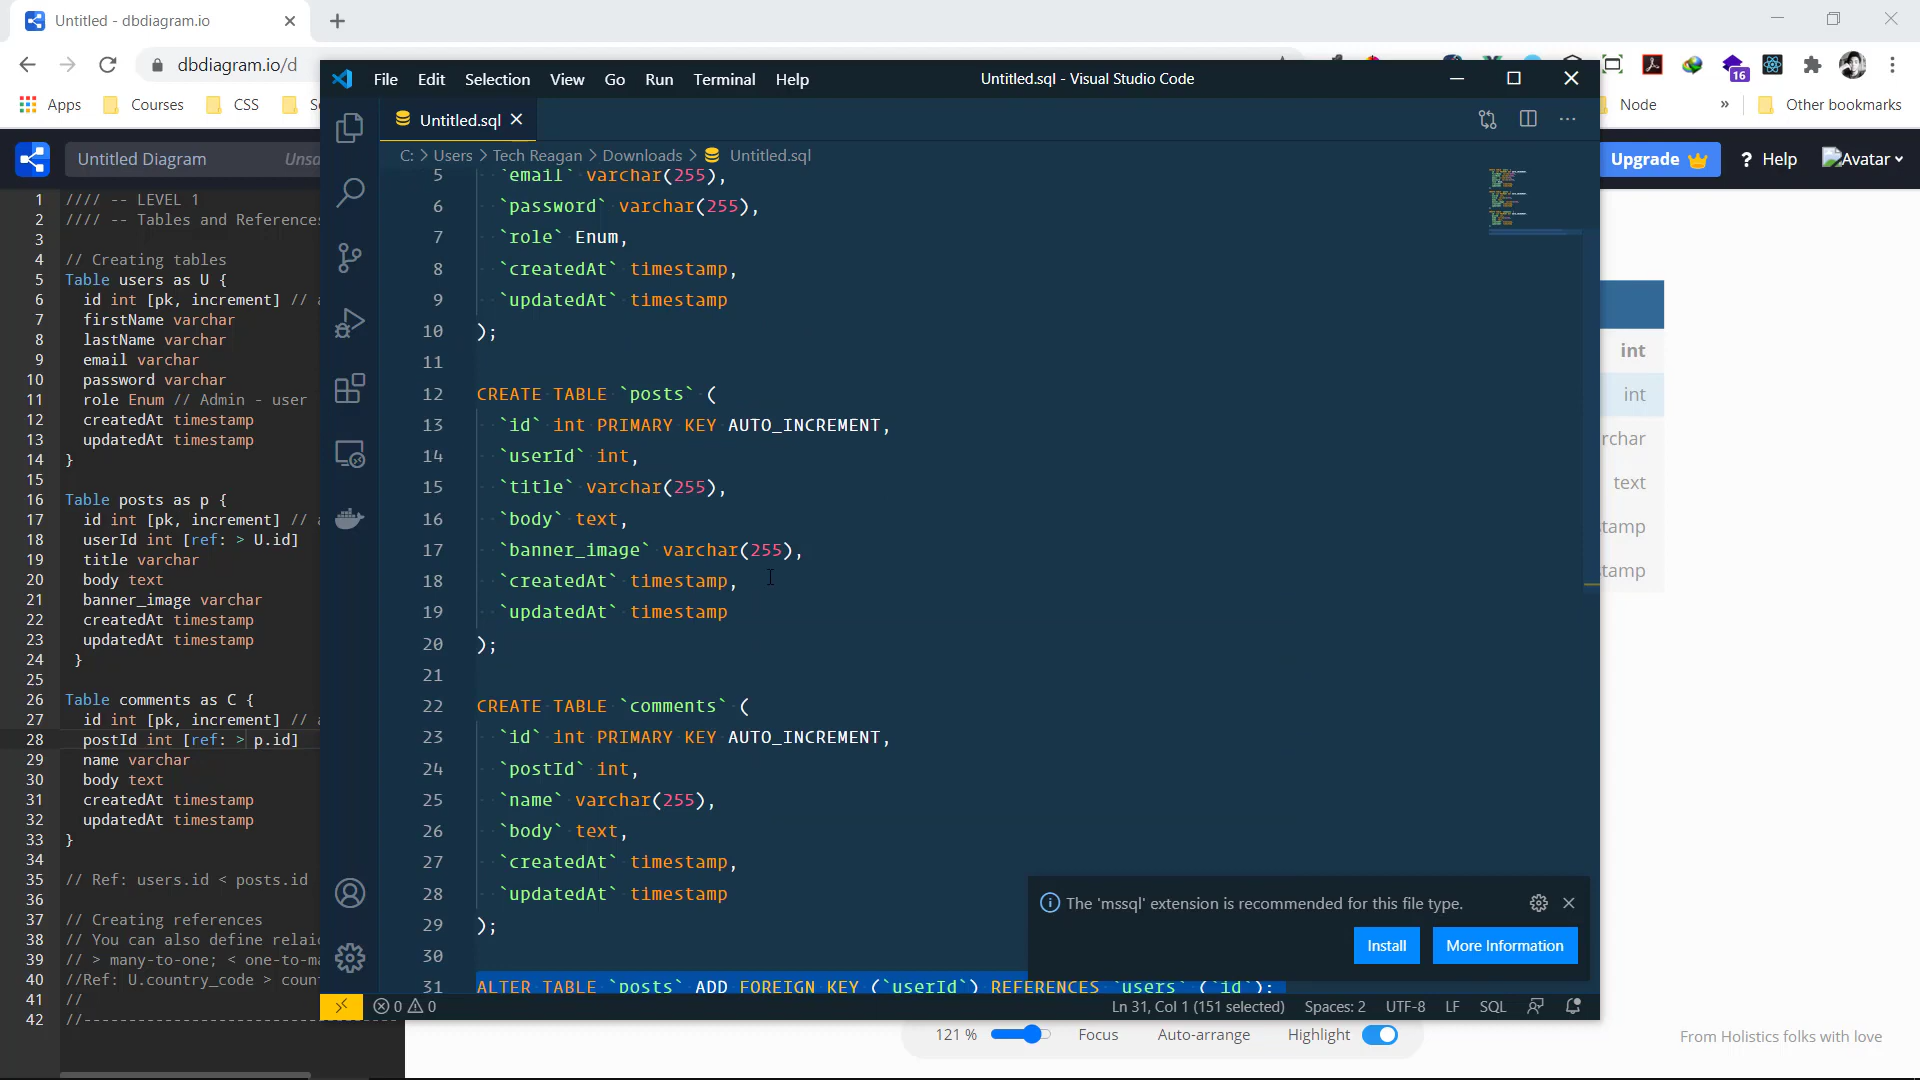 Untitled - dbdiagram.io
dbdiagram.io/d
16
Apps
Courses
CSS
Node
»
Other bookmarks
Untitled Diagram
Upgrade
? Help
Avatar
File Edit Selection View Go Run Terminal Help
Untitled.sql - Visual Studio Code
Untitled.sql
C: > Users > Tech Reagan > Downloads > Untitled.sql
1 //// -- LEVEL 1
2 //// -- Tables and References
3
4 // Creating tables
5 Table users as U {
6 id int [pk, increment] //
7 firstName varchar
8 lastName varchar
9 email varchar
10 password varchar
11 role Enum // Admin - user
12 createdAt timestamp
13 updatedAt timestamp
14 }
15
16 Table posts as p {
17 id int [pk, increment] //
18 userId int [ref: > U.id]
19 title varchar
20 body text
21 banner_image varchar
22 createdAt timestamp
23 updatedAt timestamp
24 }
25
26 Table comments as C {
27 id int [pk, increment] //
28 postId int [ref: > p.id]
29 name varchar
30 body text
31 createdAt timestamp
32 updatedAt timestamp
33 }
34
35 // Ref: users.id < posts.id
36
37 // Creating references
38 // You can also define
39 // > many-to-one; <
40 //Ref: U.country_code >
41 //
42 //----------------------------
5 `email` varchar(255),
6 `password` varchar(255),
7 `role` Enum,
8 `createdAt` timestamp,
9 `updatedAt` timestamp
10 );
11
12 CREATE TABLE `posts` (
13 `id` int PRIMARY KEY AUTO_INCREMENT,
14 `userId` int,
15 `title` varchar(255),
16 `body` text,
17 `banner_image` varchar(255),
18 `createdAt` timestamp,
19 `updatedAt` timestamp
20 );
21
22 CREATE TABLE `comments` (
23 `id` int PRIMARY KEY AUTO_INCREMENT,
24 `postId` int,
25 `name` varchar(255),
26 `body` text,
27 `createdAt` timestamp,
28 `updatedAt` timestamp
29 );
30
31 ALTER TABLE `posts` ADD FOREIGN KEY (`userId`) REFERENCES `users` (`id`);
The 'mssql' extension is recommended for this file type.
Install
More Information
0 0
Ln 31, Col 1 (151 selected) Spaces: 2 UTF-8 LF SQL
int
int
rchar
text
stamp
stamp
121 %
Focus
Auto-arrange
Highlight
From Holistics folks with love